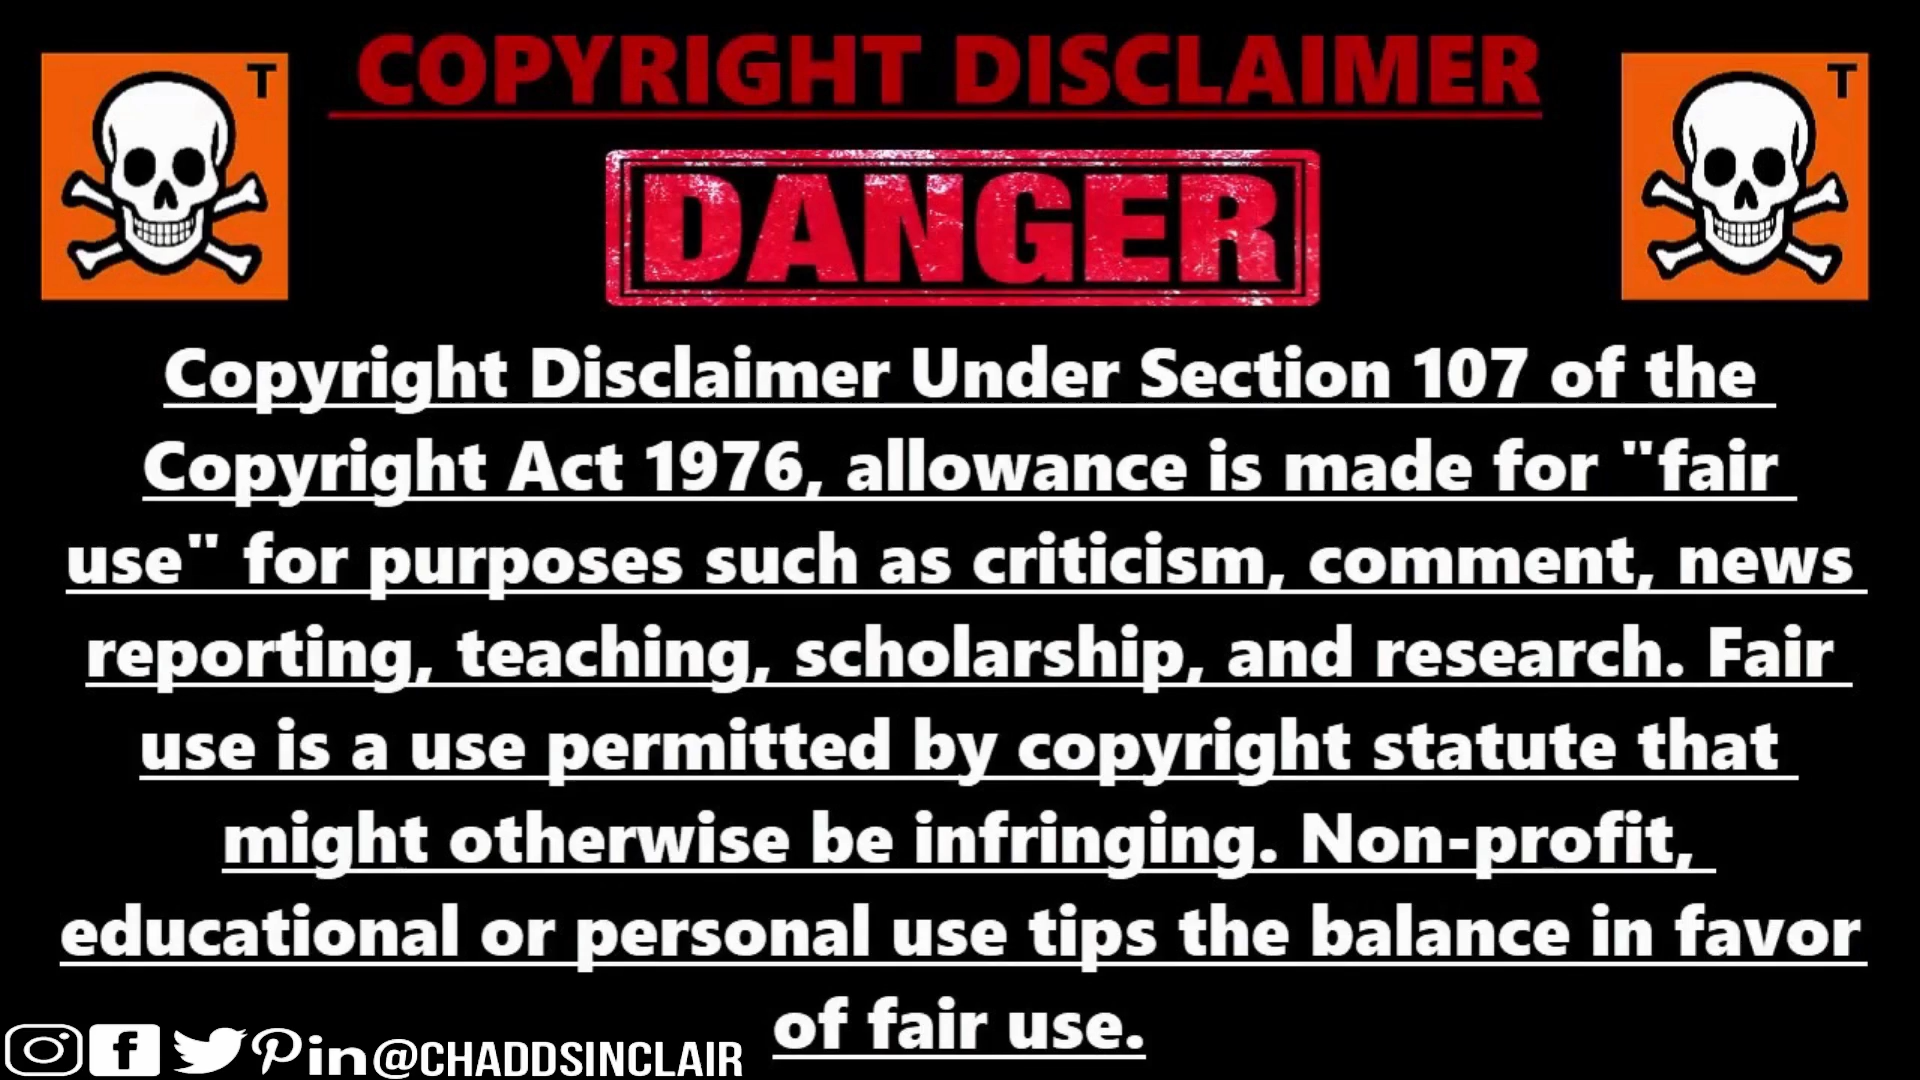 T
COPYRIGHT DISCLAIMER
T
DANGER
Copyright Disclaimer Under Section 107 of the
Copyright Act 1976, allowance is made for "fair
use" for purposes such as criticism, comment, news
reporting, teaching, scholarship, and research. Fair
use is a use permitted by copyright statute that
might otherwise be infringing. Non-profit,
educational or personal use tips the balance in favor
of fair use.
@CHADDSINCLAIR